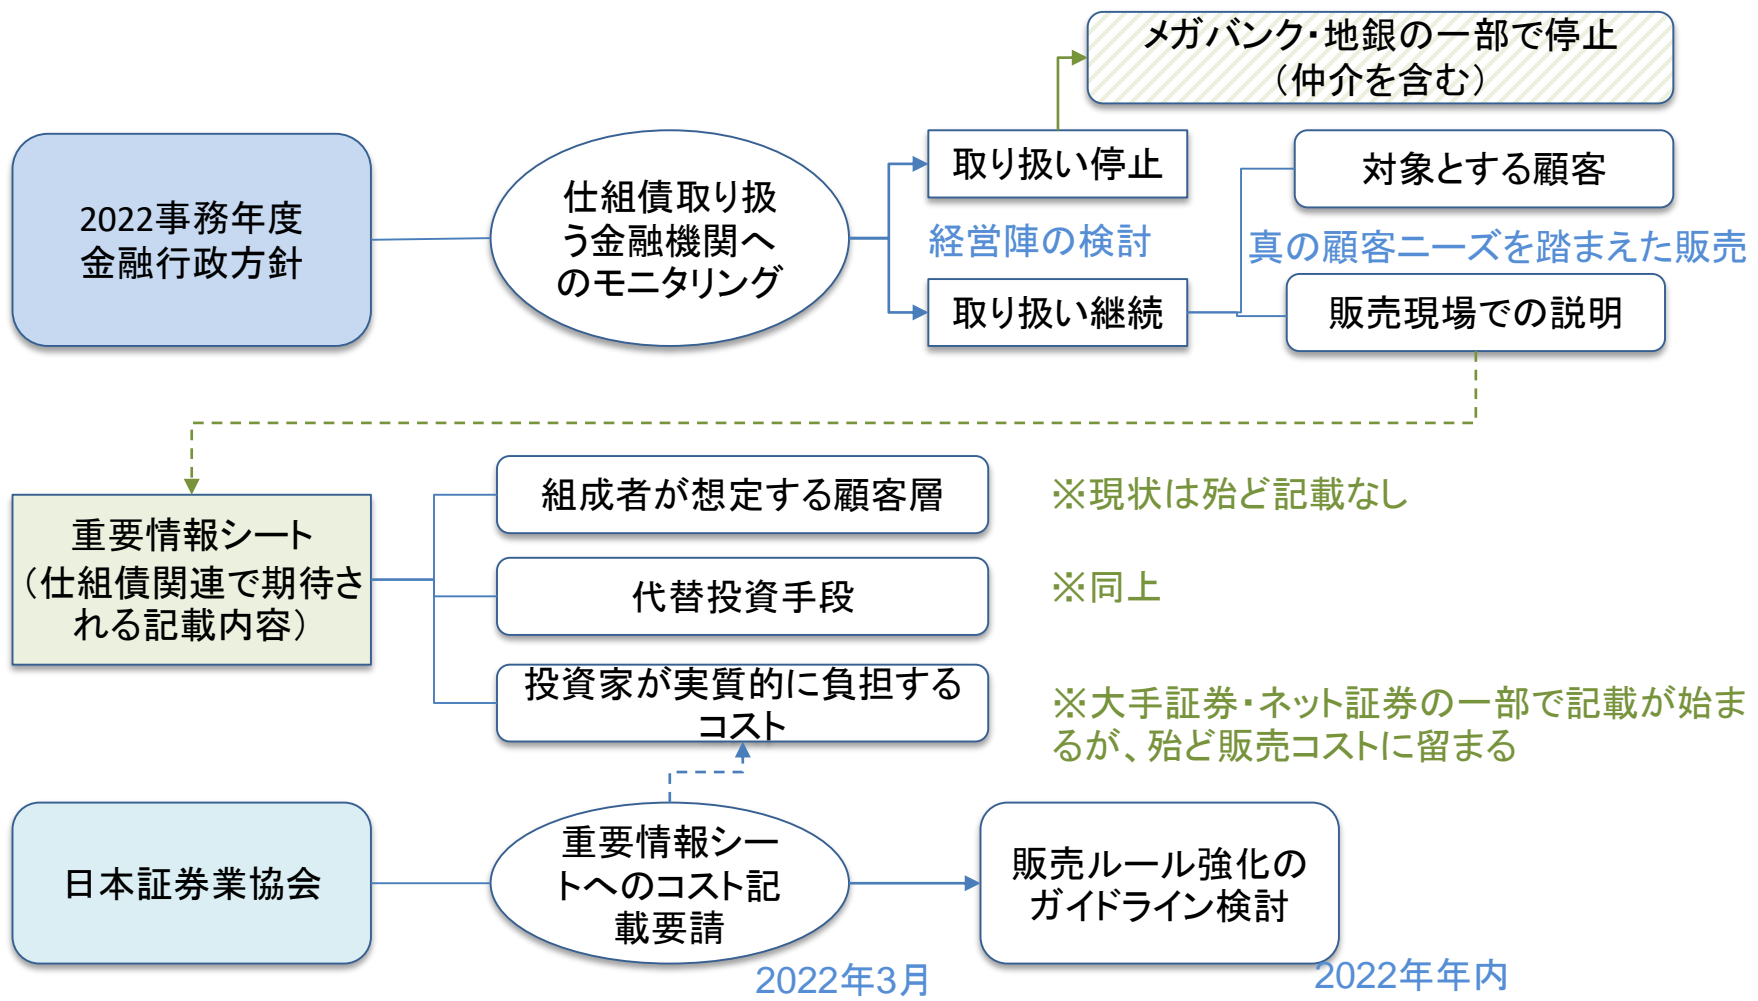 メガバンク・地銀の一部で停止
（仲介を含む）
2022事務年度
金融行政方針
仕組債取り扱
う金融機関へ
のモニタリング
取り扱い停止
経営陣の検討
取り扱い継続
対象とする顧客
真の顧客ニーズを踏まえた販売
販売現場での説明
重要情報シート
（仕組債関連で期待さ
れる記載内容）
組成者が想定する顧客層
※現状は殆ど記載なし
代替投資手段
※同上
投資家が実質的に負担する
コスト
※大手証券・ネット証券の一部で記載が始ま
るが、殆ど販売コストに留まる
日本証券業協会
重要情報シー
トへのコスト記
載要請
2022年3月
販売ルール強化の
ガイドライン検討
2022年年内